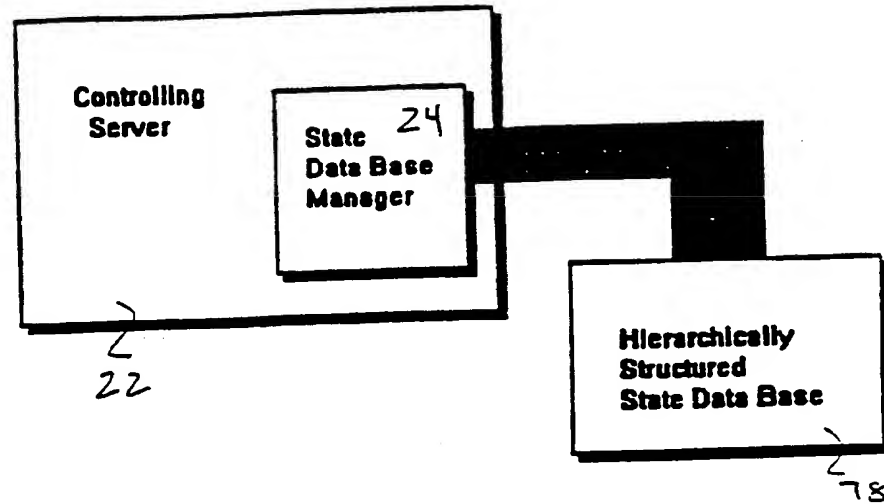 Controlling
Server
State 24
Data Base
Manager
22
Hierarchically
Structured
State Data Base
78